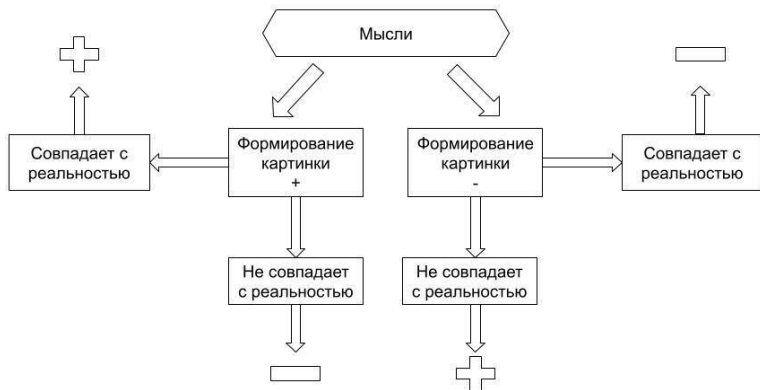 Мысли
Формирование
картинки
+
Формирование
картинки
-
Совпадает с
реальностью
Совпадает с
реальностью
Не совпадает
с реальностью
Не совпадает
с реальностью